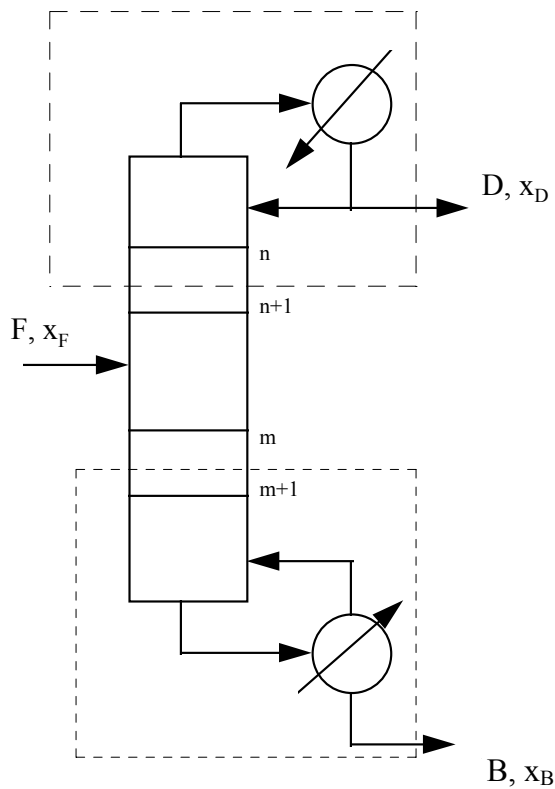 D, x_D
n
n+1
F, x_F
m
m+1
B, x_B